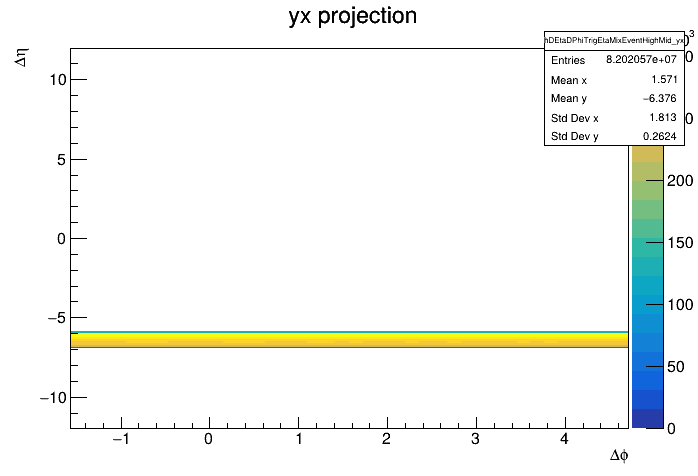 yx projection
hDEtaDPhiTrigEtaMixEventHighMid_yx
Entries 8.202057e+07
Mean x 1.571
Mean y −6.376
Std Dev x 1.813
Std Dev y 0.2624
Δη
10
5
0
−5
−10
−1 0 1 2 3 4
Δϕ
200
150
100
50
0